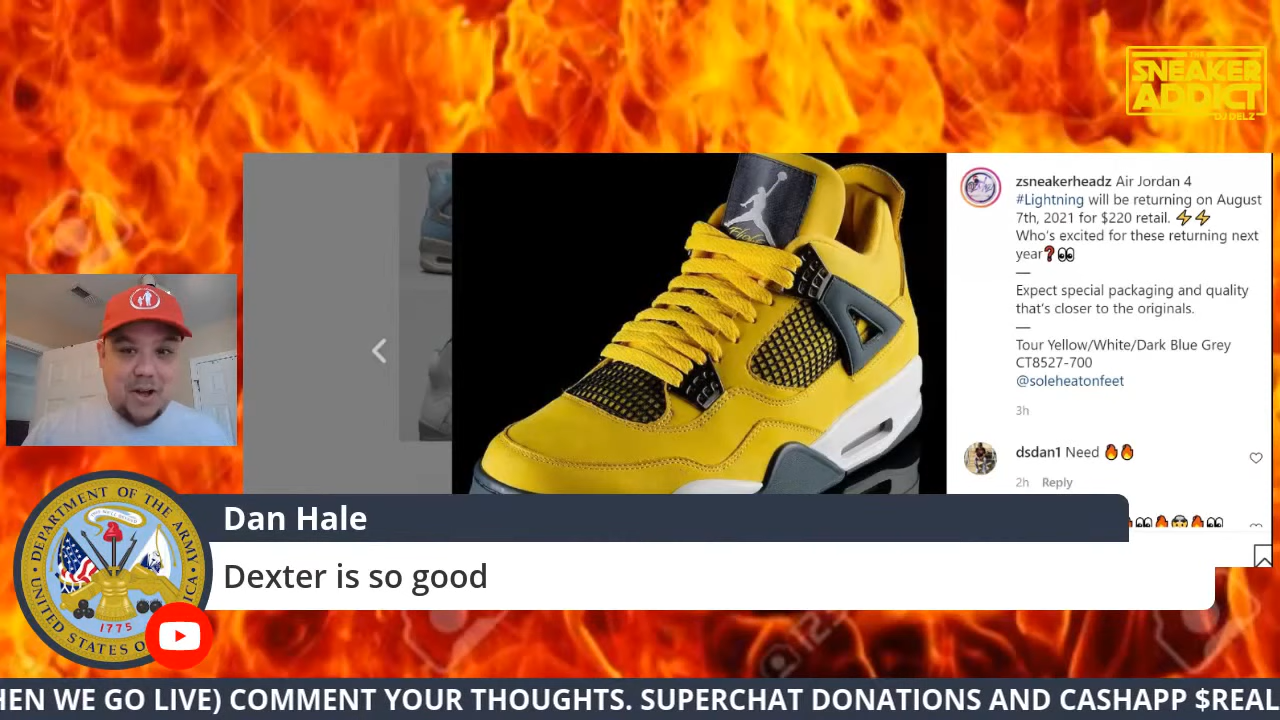 SNEAKER
ADDICT
DJ DELZ
zsneakerheadz Air Jordan 4
#Lightning will be returning on August
7th, 2021 for $220 retail. ⚡⚡
Who's excited for these returning next
year❓👀
—
Expect special packaging and quality
that's closer to the originals.
—
Tour Yellow/White/Dark Blue Grey
CT8527-700
@soleheatonfeet
3h
dsdan1 Need 🔥🔥
2h Reply
Dan Hale
Dexter is so good
DEPARTMENT OF THE ARMY
UNITED STATES O
ICA
1775
HEN WE GO LIVE) COMMENT YOUR THOUGHTS. SUPERCHAT DONATIONS AND CASHAPP $REAL